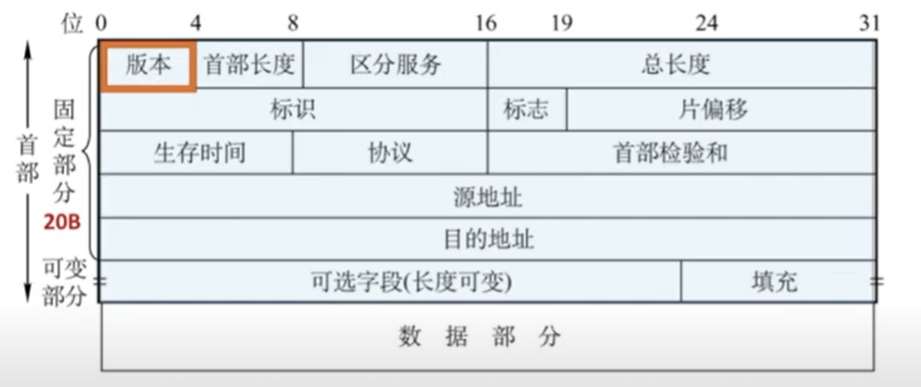 位 0 4 8 16 19 24 31
版本 首部长度 区分服务 总长度
标识 标志 片偏移
生存时间 协议 首部检验和
源地址
目的地址
可选字段(长度可变) 填充
数据部分
首部
固定部分
20B
可变
部分